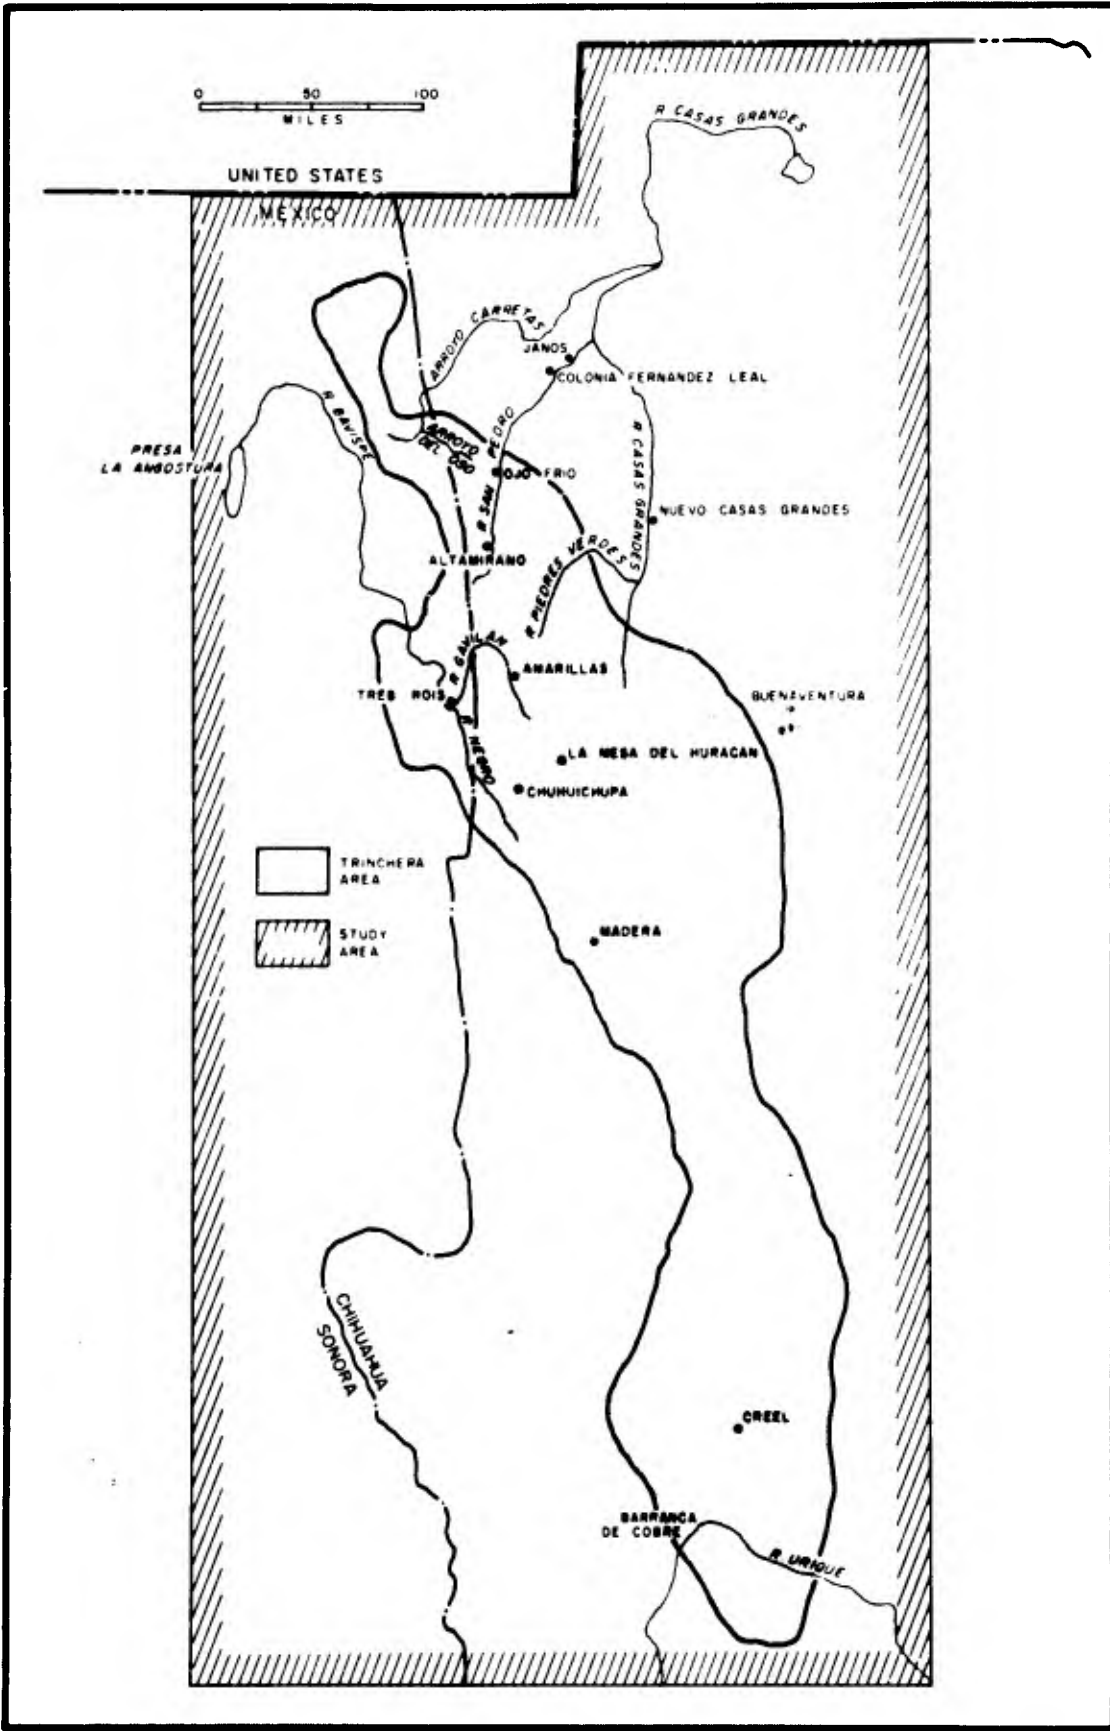 0 50 100
MILES
UNITED STATES
MEXICO
R CASAS GRANDES
ARROYO CARRETAS
JANOS
COLONIA FERNANDEZ LEAL
R BAVISPE
PRESA
LA ANGOSTURA
ARROYO
DEL OSO
R SAN PEDRO
OJO FRIO
R CASAS GRANDES
NUEVO CASAS GRANDES
ALTAMIRANO
R PIEDRES VERDES
R GAVILAN
AMARILLAS
TRES ROIS
BUENAVENTURA
R NEGRO
LA MESA DEL HURACAN
CHUHUICHUPA
TRINCHERA
AREA
STUDY
AREA
MADERA
CHIHUAHUA
SONORA
CREEL
BARRANCA
DE COBRE
R URIQUE